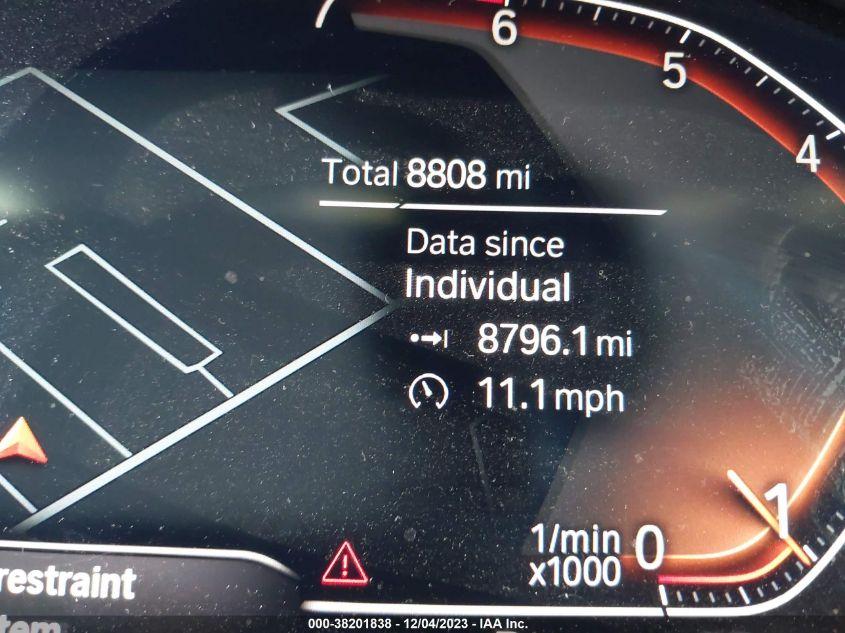 7
6
5
4
Total 8808 mi
Data since
Individual
8796.1 mi
11.1 mph
1
1/min 0
x1000
restraint
000-38201838 - 12/04/2023 - IAA Inc.